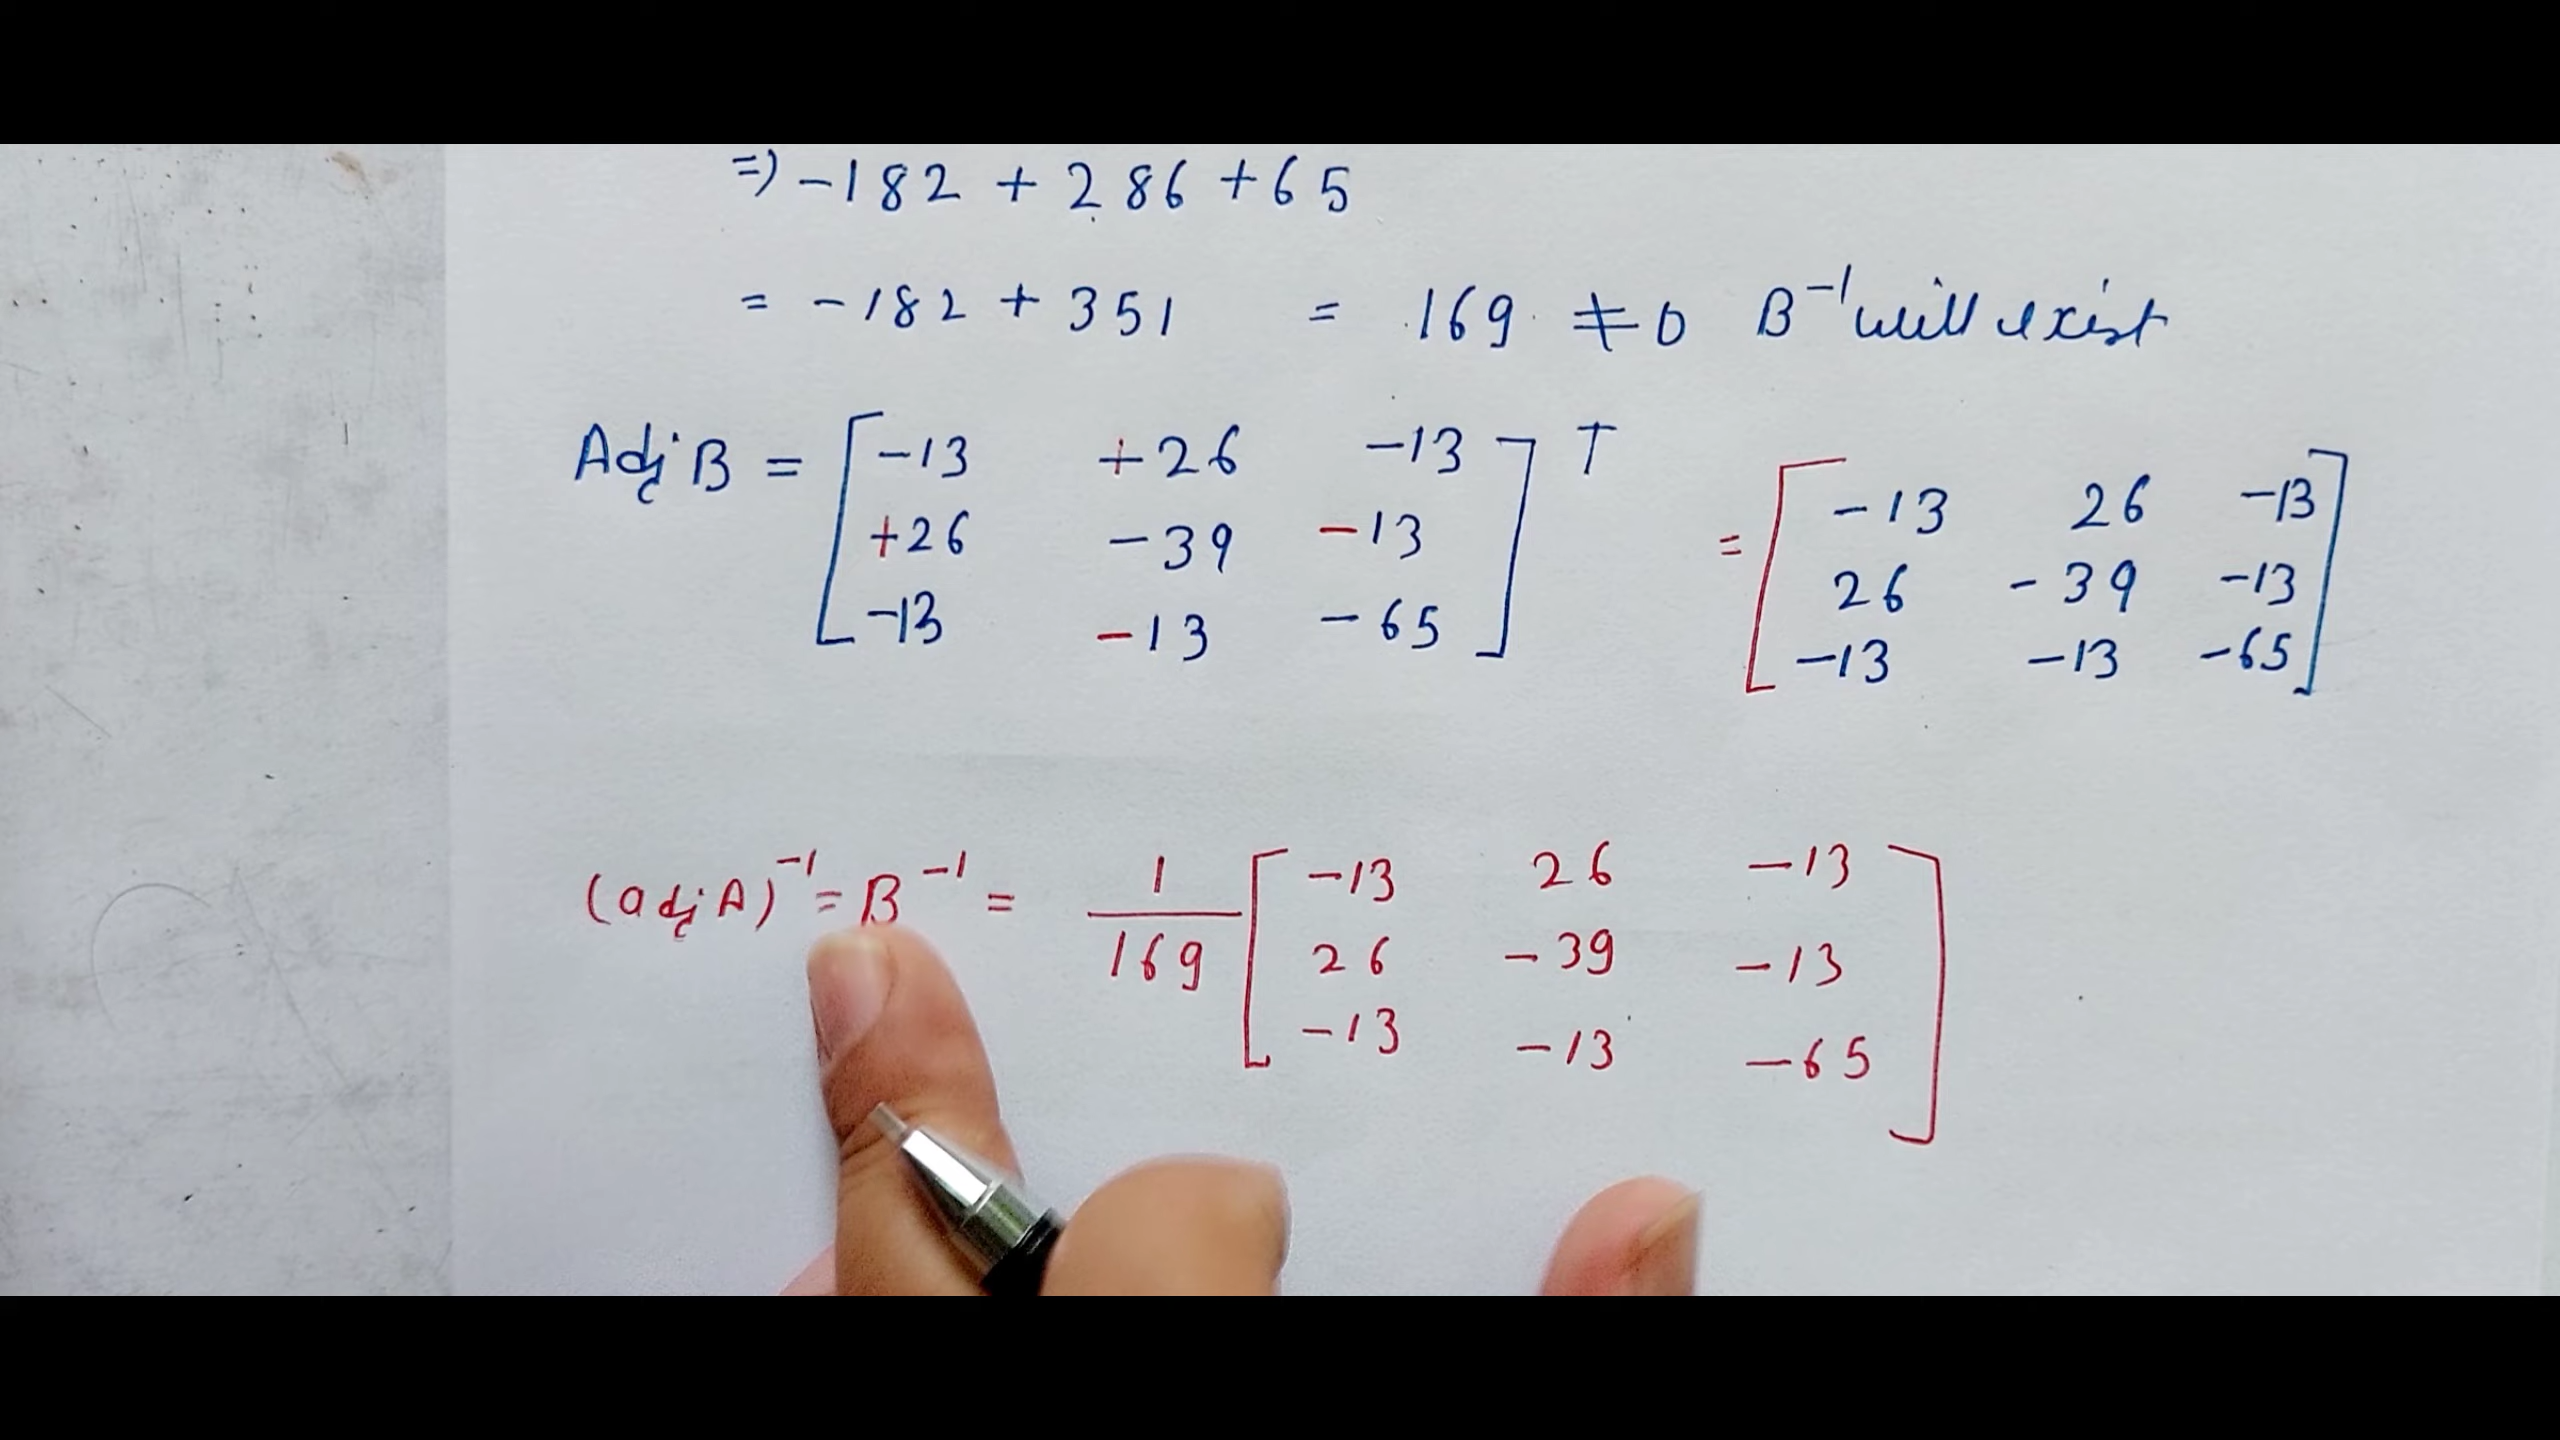 =) -182 + 286 + 65
= -182 + 351 = 169 ≠ 0 B⁻¹ will exist
Adj B = [ -13 +26 -13 ] T = [ -13 26 -13 ]
+26 -39 -13 26 -39 -13
-13 -13 -65 -13 -13 -65
(adj A)⁻¹ = B⁻¹ = 1/169 [ -13 26 -13 ]
26 -39 -13
-13 -13 -65